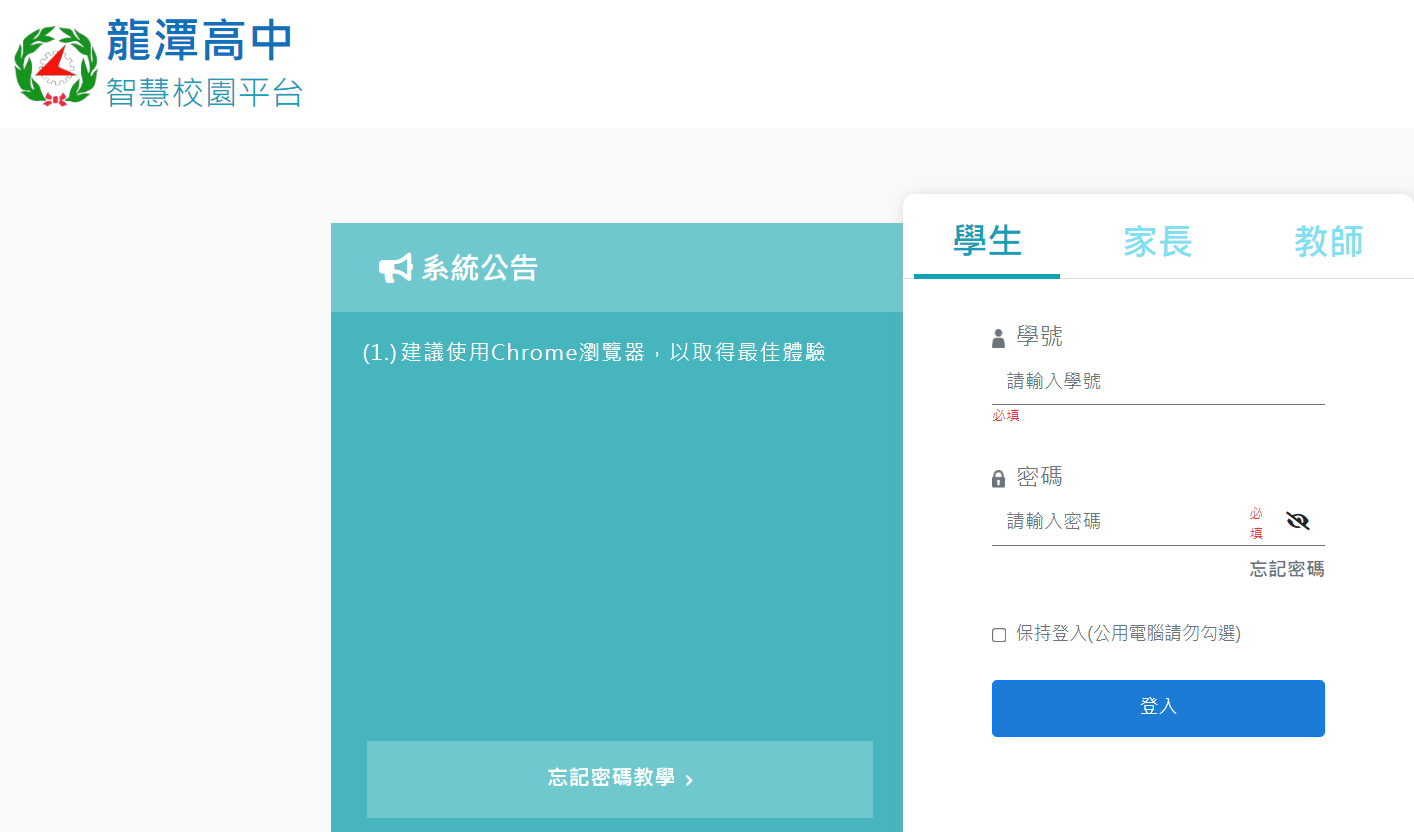 龍潭高中
智慧校園平台
系統公告
(1.)建議使用Chrome瀏覽器，以取得最佳體驗
忘記密碼教學
學生 家長 教師
學號
請輸入學號
必填
密碼
請輸入密碼
必
填
忘記密碼
保持登入(公用電腦請勿勾選)
登入